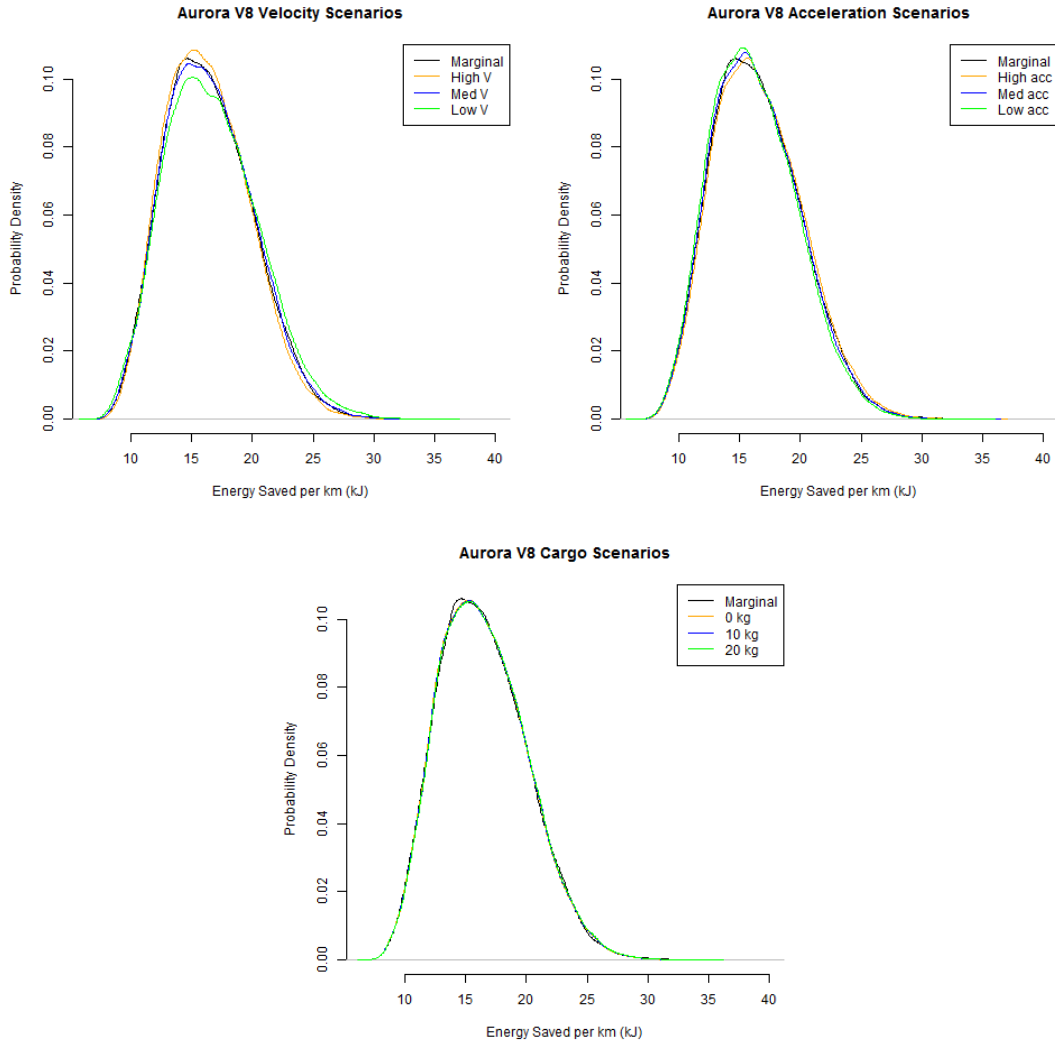 Aurora V8 Velocity Scenarios
Marginal
High V
Med V
Low V
Probability Density
0.00 0.02 0.04 0.06 0.08 0.10
10 15 20 25 30 35 40
Energy Saved per km (kJ)
Aurora V8 Acceleration Scenarios
Marginal
High acc
Med acc
Low acc
Probability Density
0.00 0.02 0.04 0.06 0.08 0.10
10 15 20 25 30 35 40
Energy Saved per km (kJ)
Aurora V8 Cargo Scenarios
Marginal
0 kg
10 kg
20 kg
Probability Density
0.00 0.02 0.04 0.06 0.08 0.10
10 15 20 25 30 35 40
Energy Saved per km (kJ)